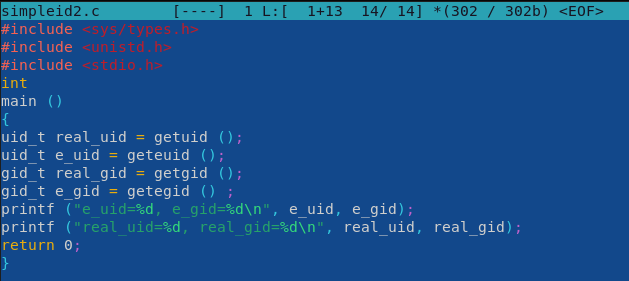 simpleid2.c [----] 1 L:[ 1+13 14/ 14] *(302 / 302b) <EOF>
#include <sys/types.h>
#include <unistd.h>
#include <stdio.h>
int
main ()
{
uid_t real_uid = getuid ();
uid_t e_uid = geteuid ();
gid_t real_gid = getgid ();
gid_t e_gid = getegid () ;
printf ("e_uid=%d, e_gid=%d\n", e_uid, e_gid);
printf ("real_uid=%d, real_gid=%d\n", real_uid, real_gid);
return 0;
}